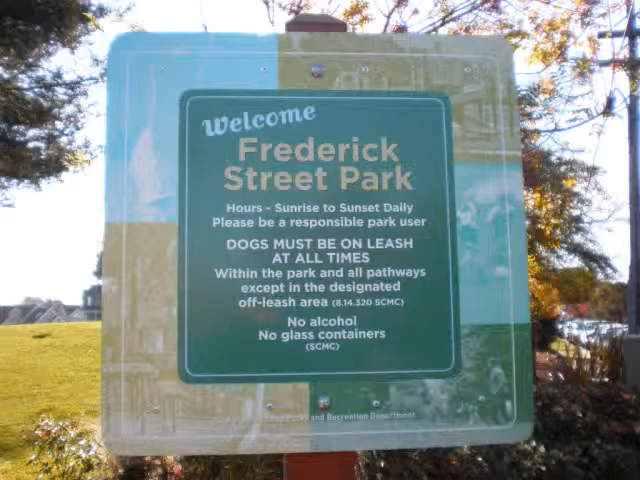 Welcome
Frederick
Street Park
Hours - Sunrise to Sunset Daily
Please be a responsible park user
DOGS MUST BE ON LEASH
AT ALL TIMES
Within the park and all pathways
except in the designated
off-leash area (8.14.320 SCMC)
No alcohol
No glass containers
(SCMC)
Parks and Recreation Department